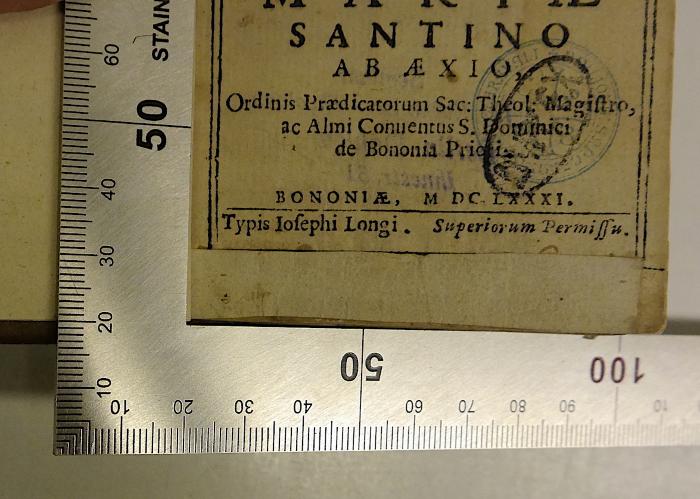 MARIÆ
SANTINO
AB ÆXIO,
Ordinis Prædicatorum Sac: Theol: Magiſtro,
ac Almi Conuentus S. Dominici
de Bononia Priori.
BONONIÆ, M DC LXXXI.
Typis Ioſephi Longi. Superiorum Permiſſu.
60
STAIN
50
40
30
20
10
10
20
30
40
50
60
70
80
90
100
10